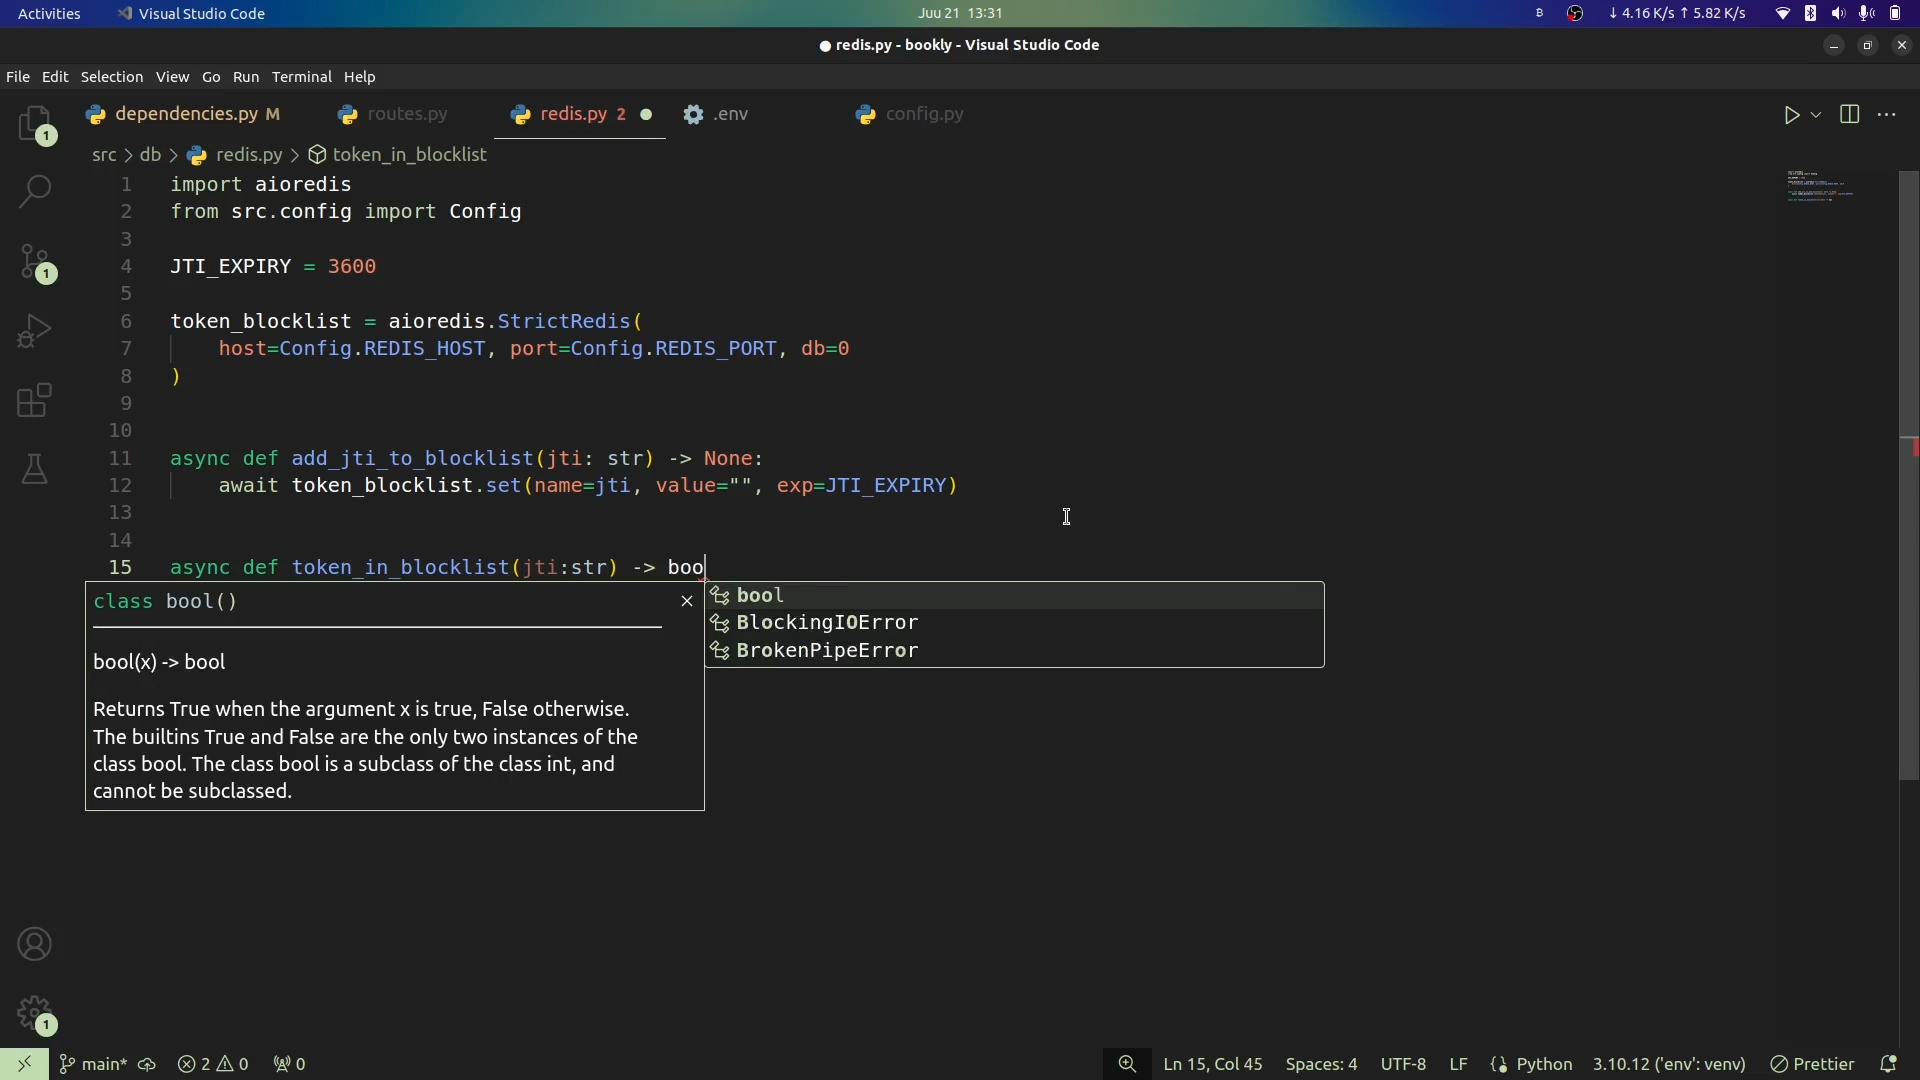 Activities Visual Studio Code Juu 21 13:31 ↓ 4.16 K/s ↑ 5.82 K/s
● redis.py - bookly - Visual Studio Code
File Edit Selection View Go Run Terminal Help
dependencies.py M routes.py redis.py 2 .env config.py
src > db > redis.py > token_in_blocklist
1 import aioredis
2 from src.config import Config
3
4 JTI_EXPIRY = 3600
5
6 token_blocklist = aioredis.StrictRedis(
7 host=Config.REDIS_HOST, port=Config.REDIS_PORT, db=0
8 )
9
10
11 async def add_jti_to_blocklist(jti: str) -> None:
12 await token_blocklist.set(name=jti, value="", exp=JTI_EXPIRY)
13
14
15 async def token_in_blocklist(jti:str) -> boo
class bool()
bool(x) -> bool
Returns True when the argument x is true, False otherwise.
The builtins True and False are the only two instances of the
class bool. The class bool is a subclass of the class int, and
cannot be subclassed.
bool
BlockingIOError
BrokenPipeError
1
1
1
main* 2 0 0 Ln 15, Col 45 Spaces: 4 UTF-8 LF Python 3.10.12 ('env': venv) Prettier